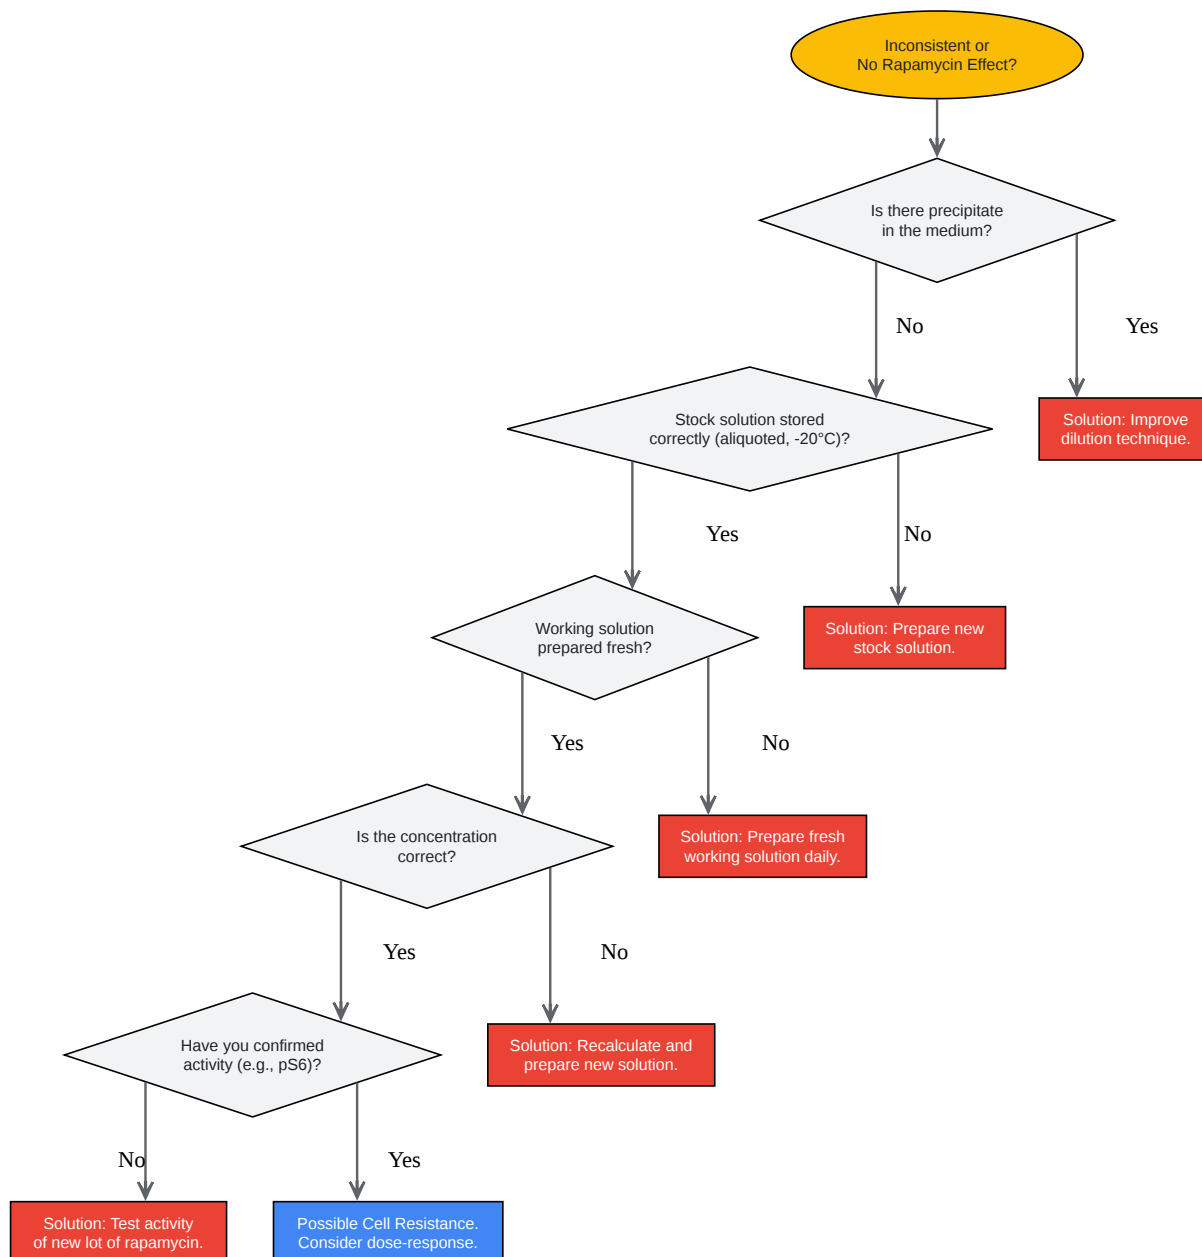 Inconsistent or
No Rapamycin Effect?
Is there precipitate
in the medium?
No
Yes
Stock solution stored
correctly (aliquoted, -20°C)?
Solution: Improve
dilution technique.
Yes
No
Working solution
prepared fresh?
Solution: Prepare new
stock solution.
Yes
No
Is the concentration
correct?
Solution: Prepare fresh
working solution daily.
Yes
No
Have you confirmed
activity (e.g., pS6)?
Solution: Recalculate and
prepare new solution.
No
Yes
Solution: Test activity
of new lot of rapamycin.
Possible Cell Resistance.
Consider dose-response.